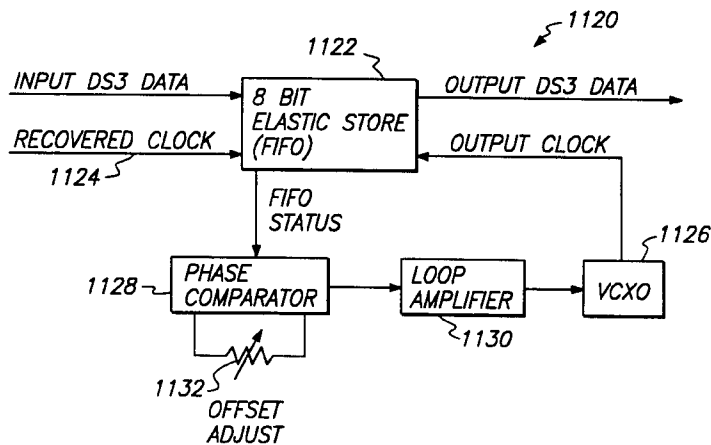 1120
1122
INPUT DS3 DATA
8 BIT
ELASTIC STORE
(FIFO)
OUTPUT DS3 DATA
RECOVERED CLOCK
1124
OUTPUT CLOCK
FIFO
STATUS
1126
1128
PHASE
COMPARATOR
LOOP
AMPLIFIER
VCXO
1130
1132
OFFSET
ADJUST